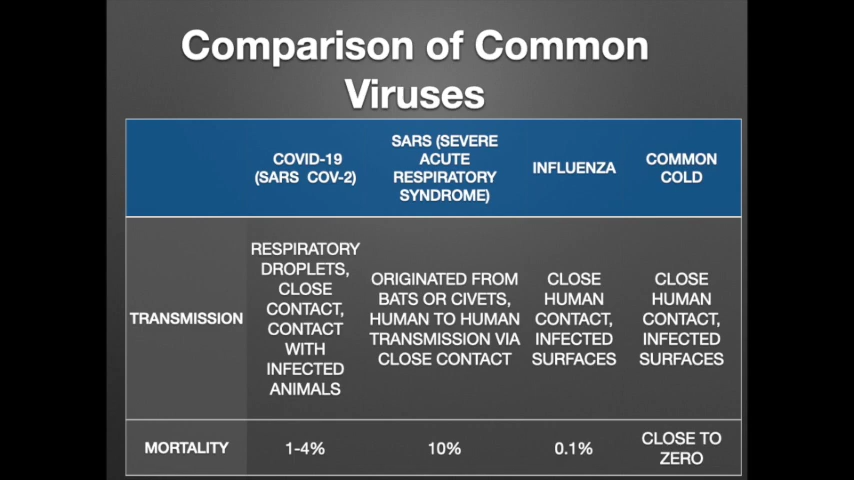 Comparison of Common
Viruses
COVID-19
(SARS COV-2)
SARS (SEVERE
ACUTE
RESPIRATORY
SYNDROME)
INFLUENZA
COMMON
COLD
TRANSMISSION
RESPIRATORY
DROPLETS,
CLOSE
CONTACT,
CONTACT
WITH
INFECTED
ANIMALS
ORIGINATED FROM
BATS OR CIVETS,
HUMAN TO HUMAN
TRANSMISSION VIA
CLOSE CONTACT
CLOSE
HUMAN
CONTACT,
INFECTED
SURFACES
CLOSE
HUMAN
CONTACT,
INFECTED
SURFACES
MORTALITY
1-4%
10%
0.1%
CLOSE TO
ZERO